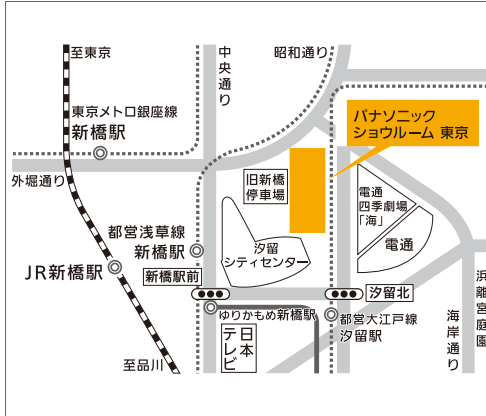 至東京
中央通り
昭和通り
東京メトロ銀座線
新橋駅
パナソニック
ショウルーム 東京
外堀通り
旧新橋
停車場
電通
四季劇場
「海」
都営浅草線
新橋駅
汐留
シティセンター
電通
JR新橋駅
新橋駅前
汐留北
浜離宮庭園
ゆりかもめ新橋駅
都営大江戸線
汐留駅
海岸通り
日本
テレビ
至品川